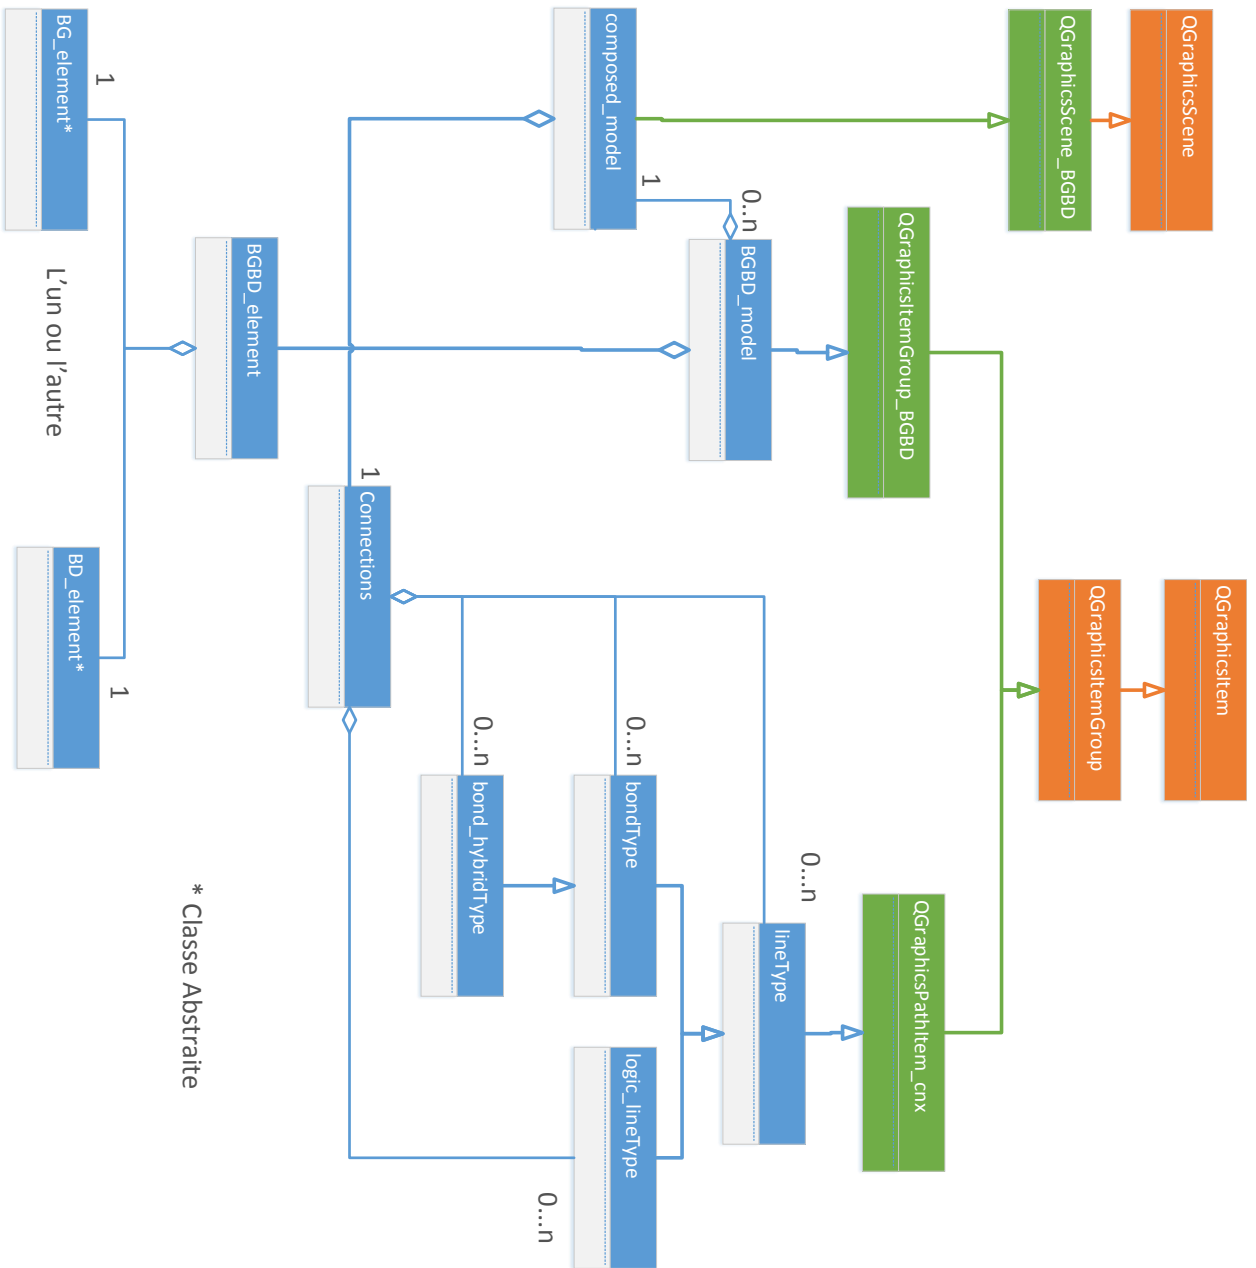 QGraphicsScene
QGraphicsItem
QGraphicsScene_BGBD
QGraphicsItemGroup
QGraphicsItemGroup_BGBD
QGraphicsPathItem_cnx
0...n
lineType
0..n
BGBD_model
1
composed_model
0...n
bondType
logic_lineType
0...n
0...n
bond_hybridType
1
Connections
BGBD_element
* Classe Abstraite
1
BG_element*
L'un ou l'autre
1
BD_element*